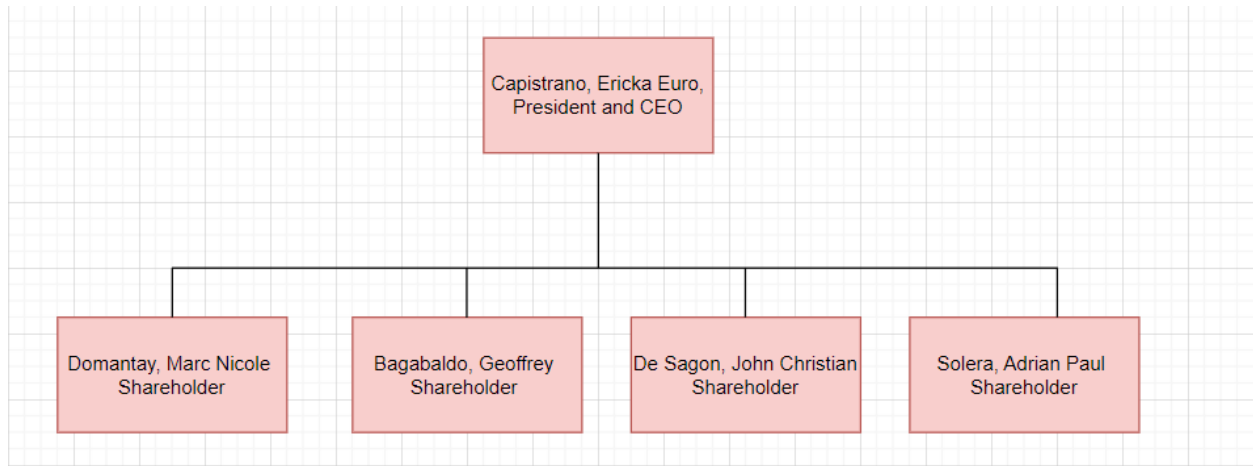 Capistrano, Ericka Euro,
President and CEO
Domantay, Marc Nicole
Shareholder
Bagabaldo, Geoffrey
Shareholder
De Sagon, John Christian
Shareholder
Solera, Adrian Paul
Shareholder